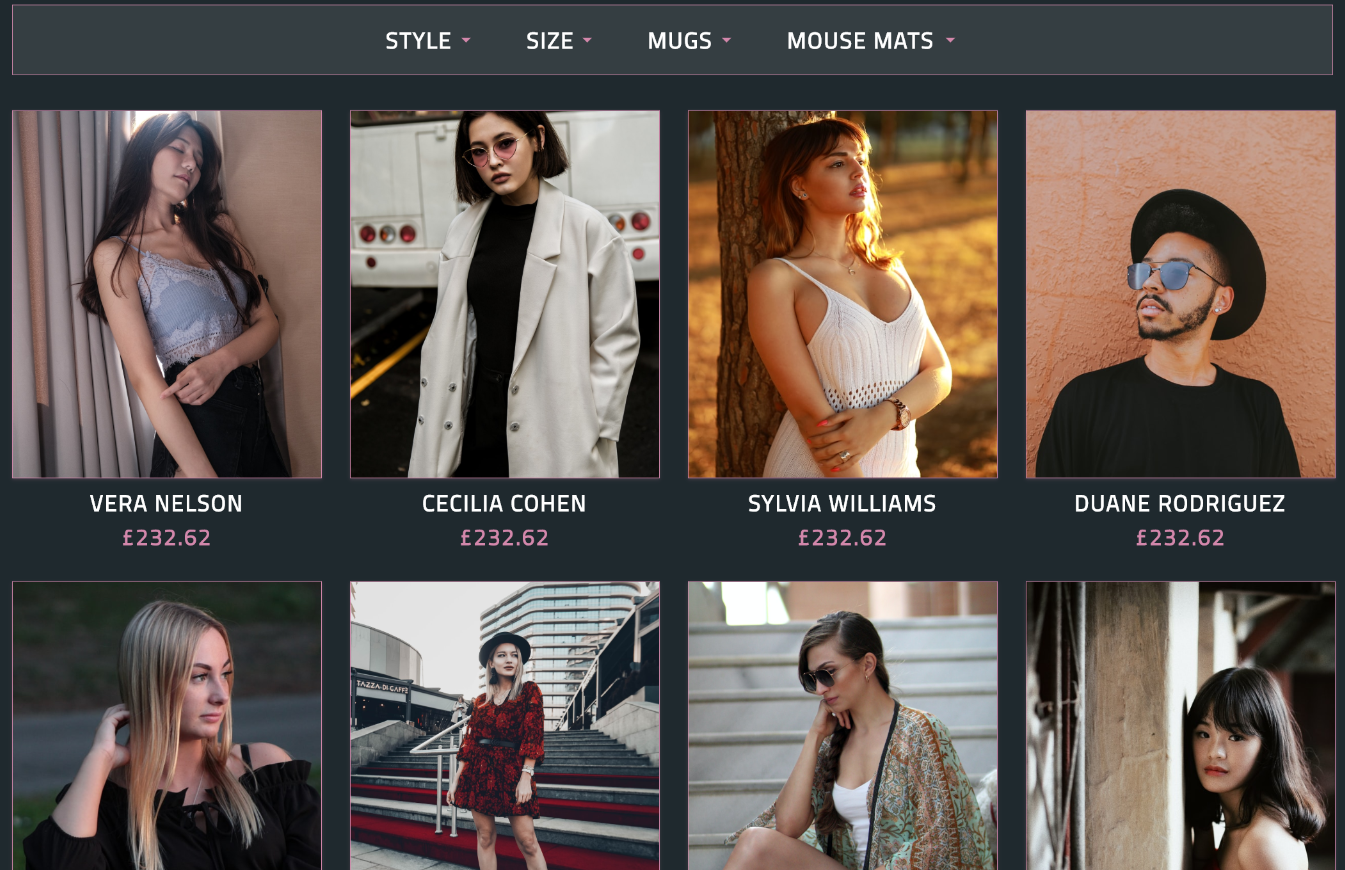 STYLE SIZE MUGS MOUSE MATS
VERA NELSON CECILIA COHEN SYLVIA WILLIAMS DUANE RODRIGUEZ
£232.62 £232.62 £232.62 £232.62
TAZZA·DI·CAFFÈ